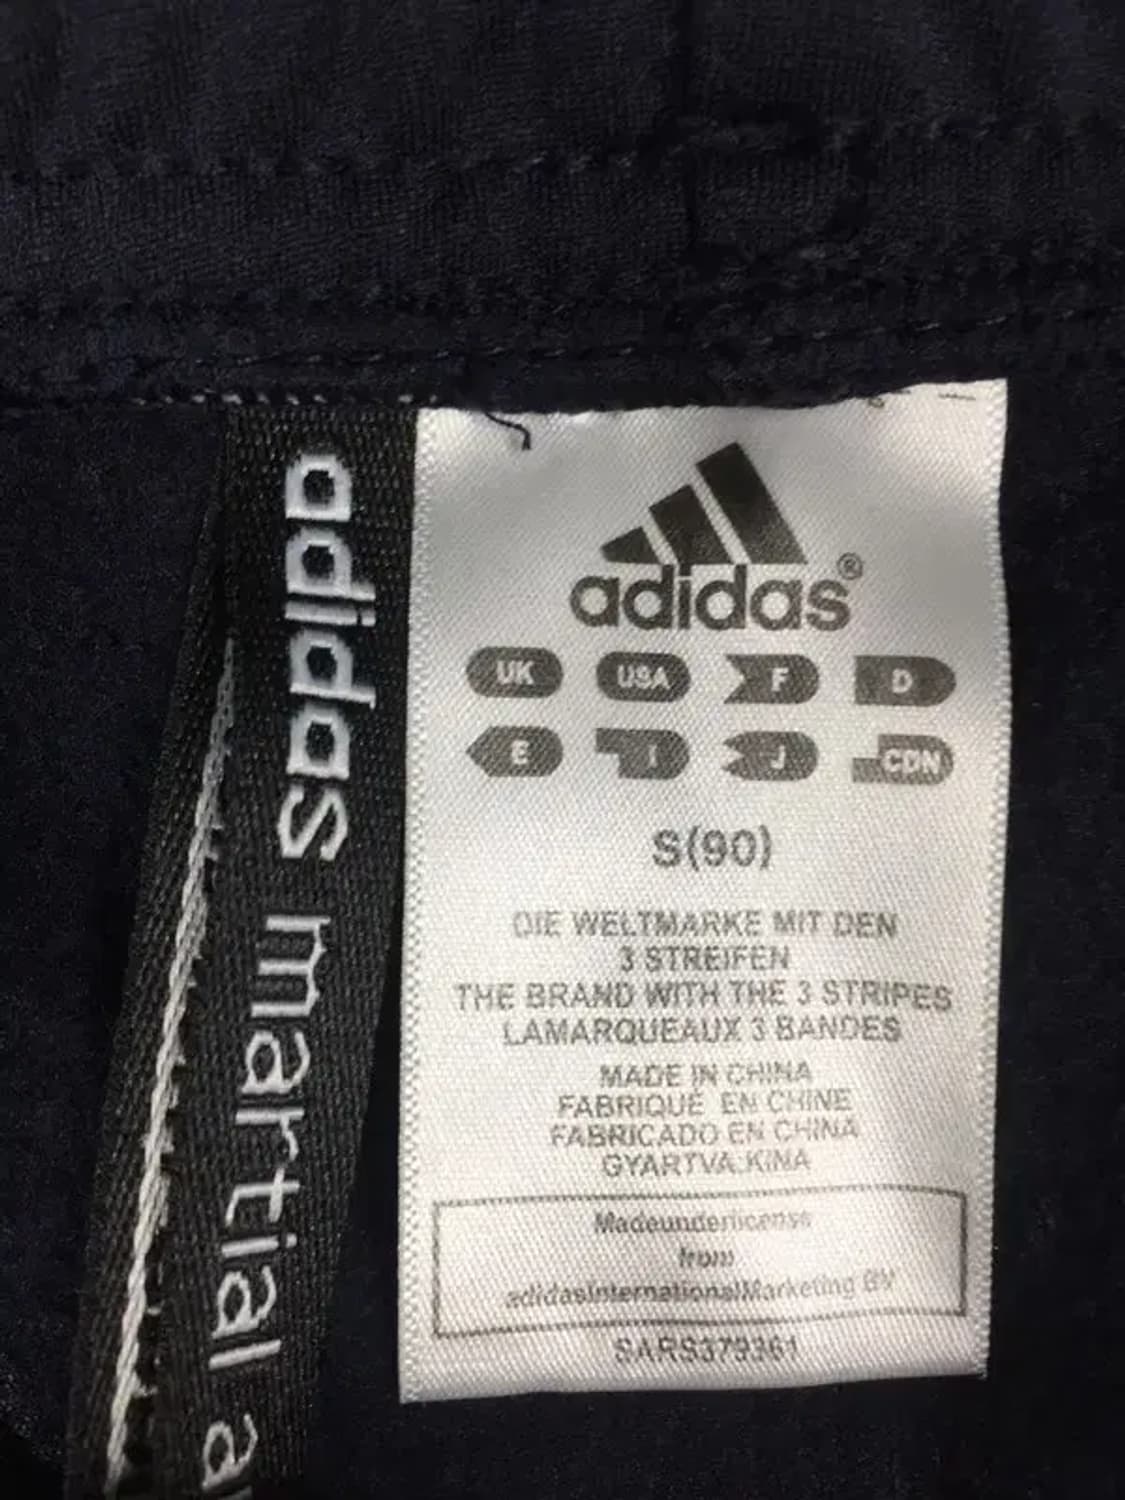 adidas martial a
adidas®
UK USA F D
E I J CDN
S(90)
DIE WELTMARKE MIT DEN
3 STREIFEN
THE BRAND WITH THE 3 STRIPES
LAMARQUEAUX 3 BANDES
MADE IN CHINA
FABRIQUÉ EN CHINE
FABRICADO EN CHINA
GYARTVA.KINA
Madeunderlicense
from
adidasInternationalMarketing BV
SARS379361